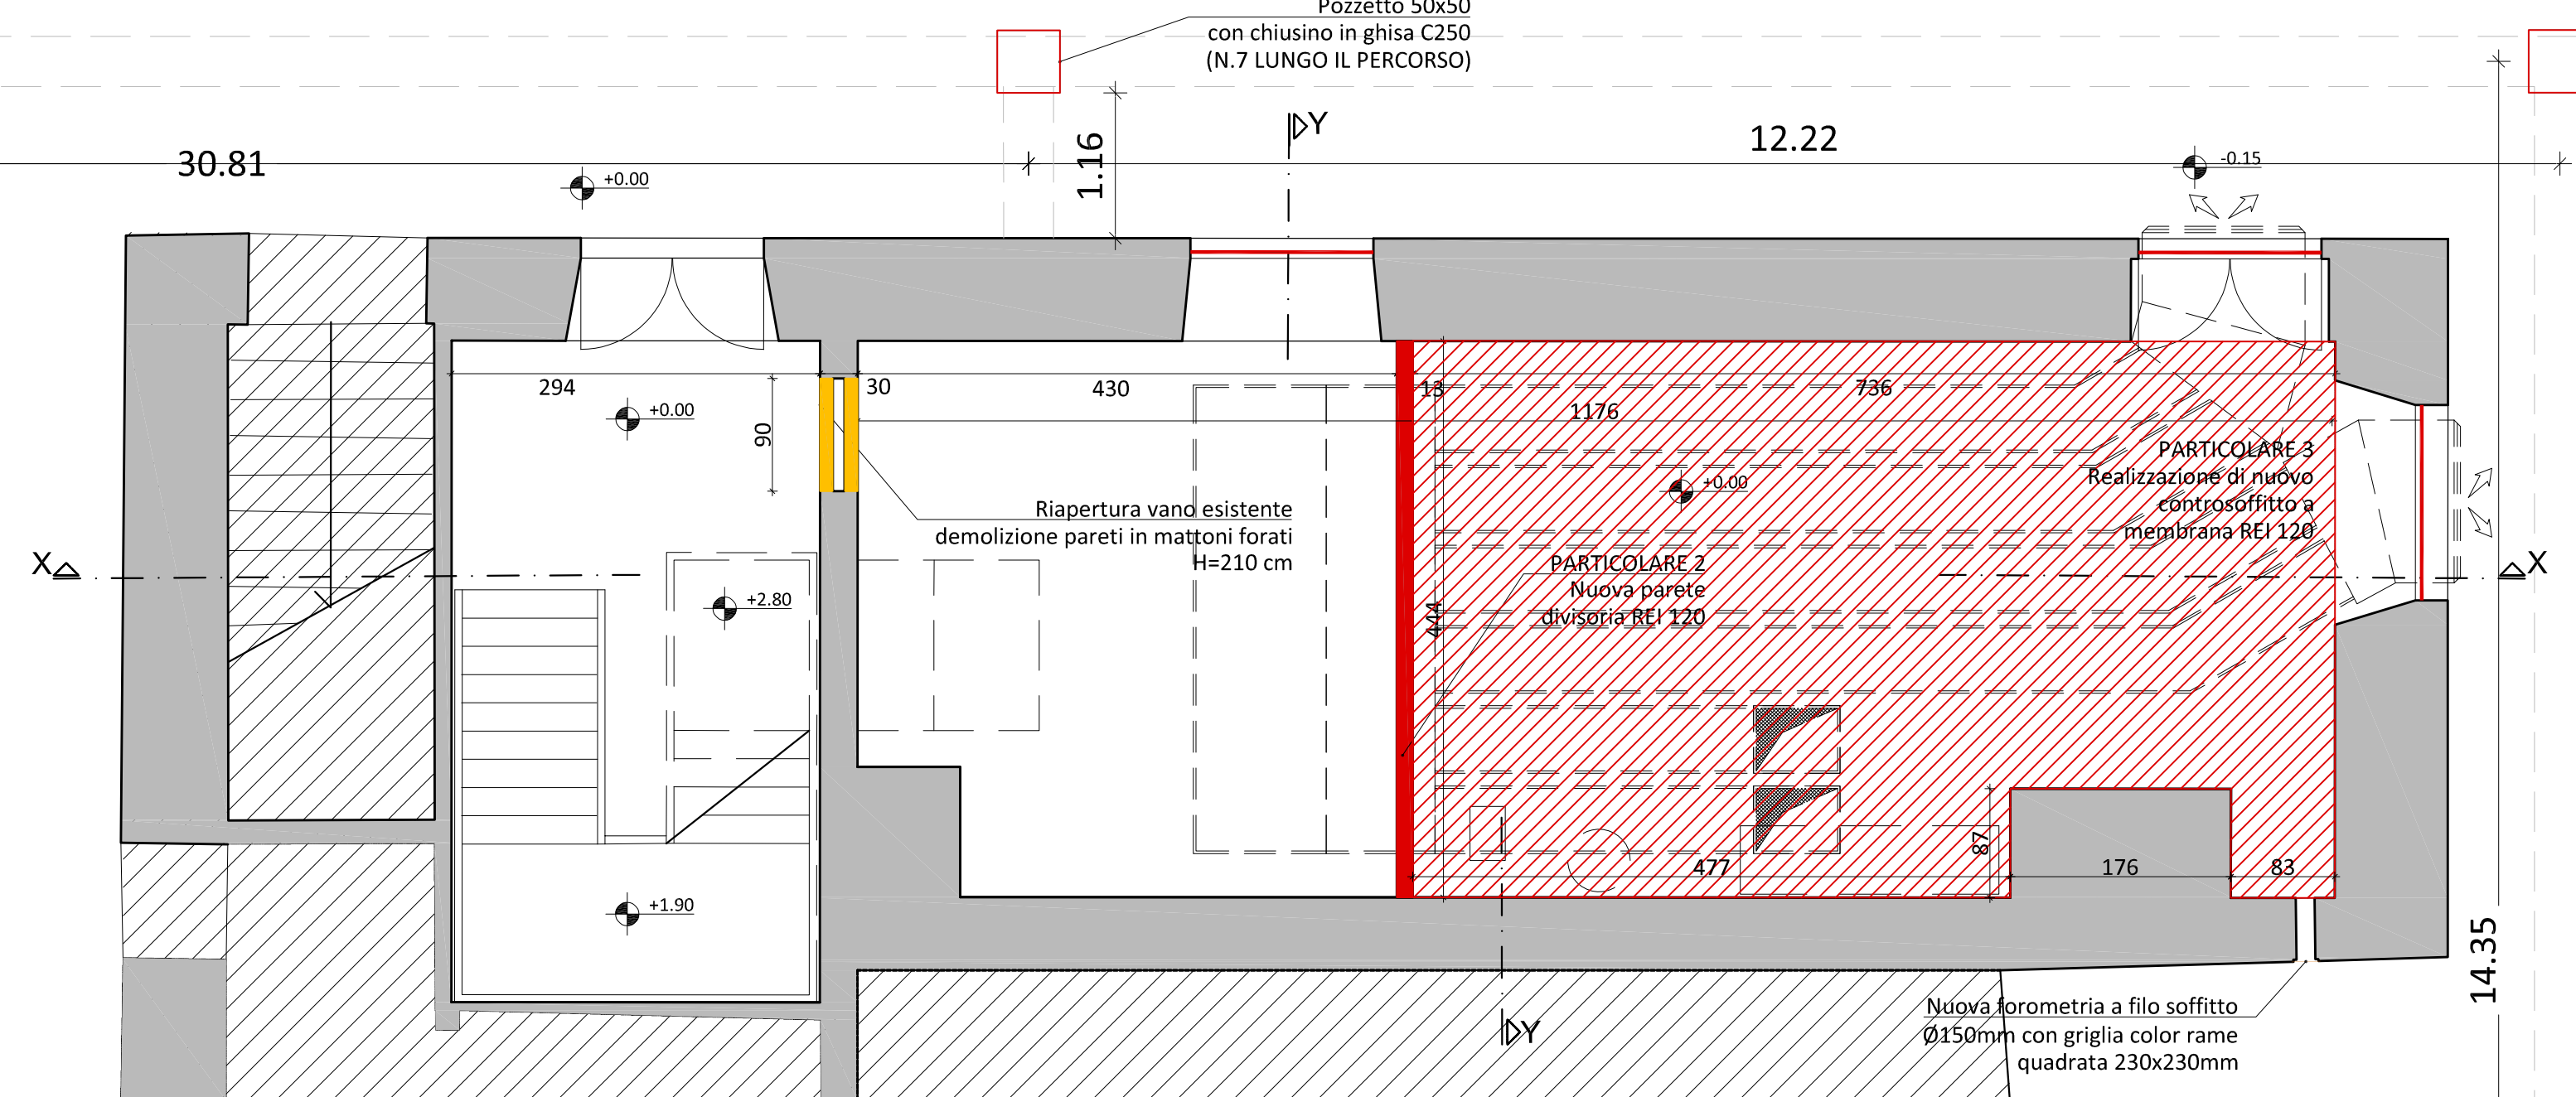 Pozzetto 50x50
con chiusino in ghisa C250
(N.7 LUNGO IL PERCORSO)
Y
12.22
30.81
1.16
-0.15
+0.00
294
30
430
13
736
1176
+0.00
90
PARTICOLARE 3
Realizzazione di nuovo
controsoffitto a
membrana REI 120
+0.00
Riapertura vano esistente
demolizione pareti in mattoni forati
H=210 cm
X
X
PARTICOLARE 2
Nuova parete
divisoria REI 120
444
+2.80
87
477
176
83
+1.90
14.35
Nuova forometria a filo soffitto
Ø150mm con griglia color rame
quadrata 230x230mm
Y